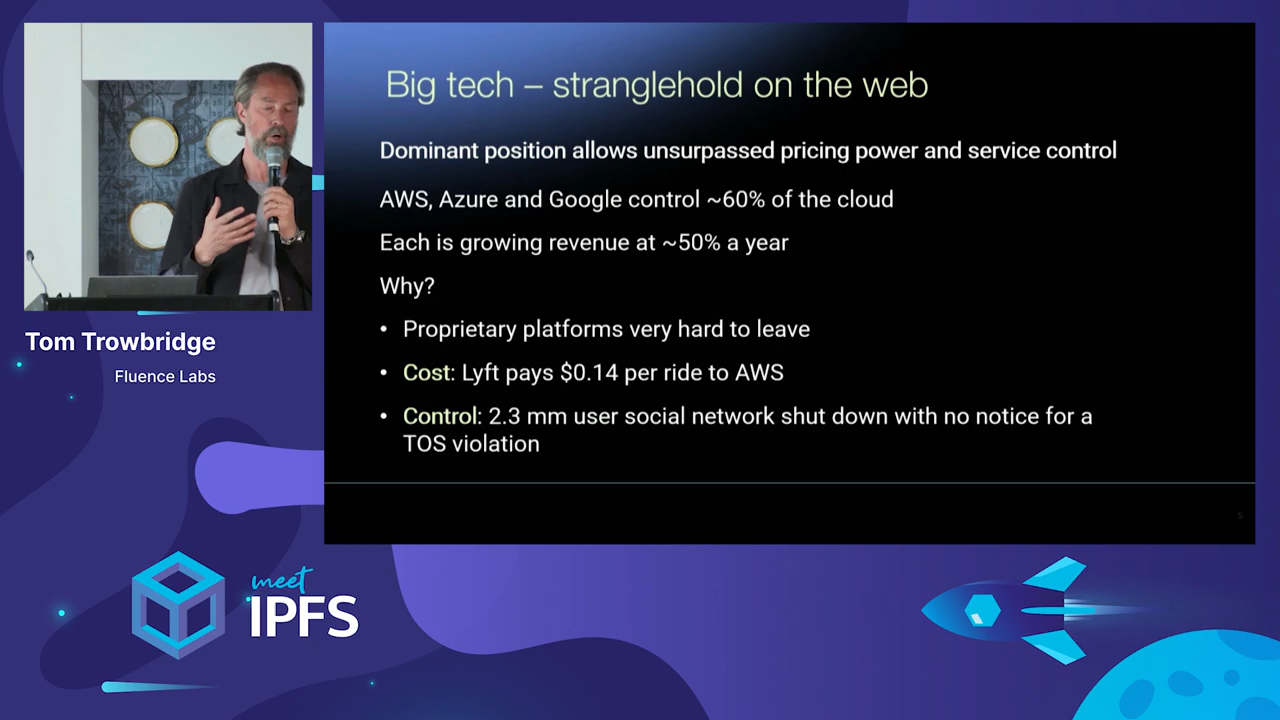 Big tech – stranglehold on the web
Dominant position allows unsurpassed pricing power and service control
AWS, Azure and Google control ~60% of the cloud
Each is growing revenue at ~50% a year
Why?
• Proprietary platforms very hard to leave
• Cost: Lyft pays $0.14 per ride to AWS
• Control: 2.3 mm user social network shut down with no notice for a
TOS violation
5
Tom Trowbridge
Fluence Labs
meet
IPFS